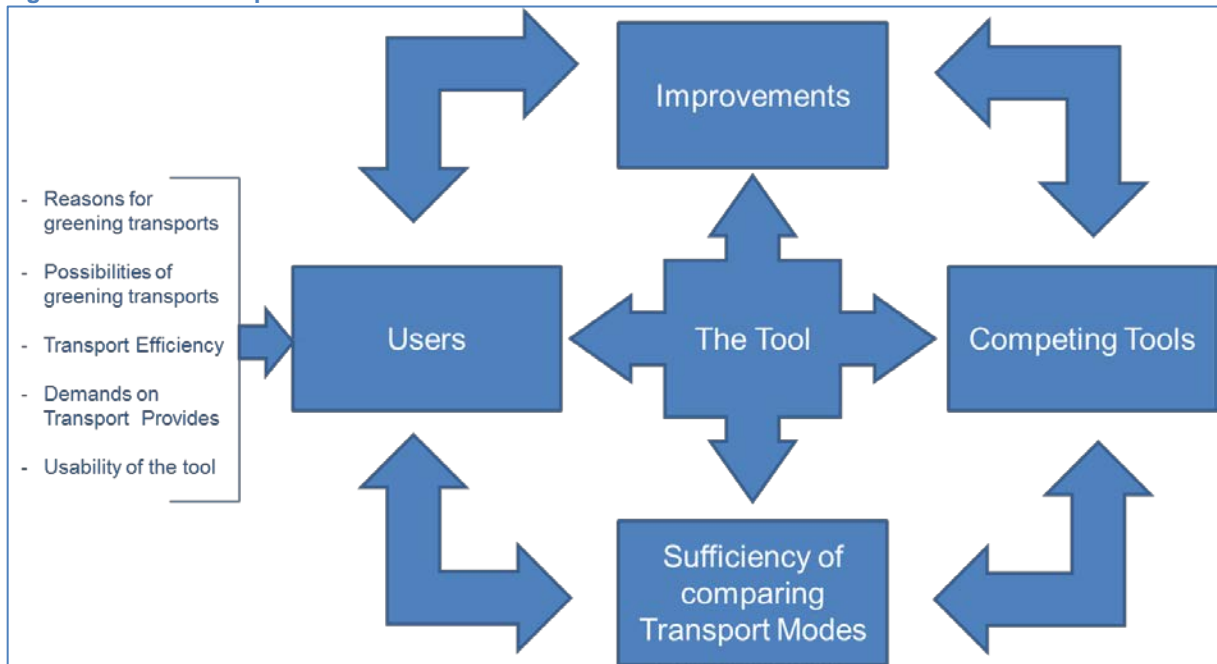 Improvements
- Reasons for
greening transports
- Possibilities of
greening transports
- Transport Efficiency
- Demands on
Transport Provides
- Usability of the tool
Users
The Tool
Competing Tools
Sufficiency of
comparing
Transport Modes